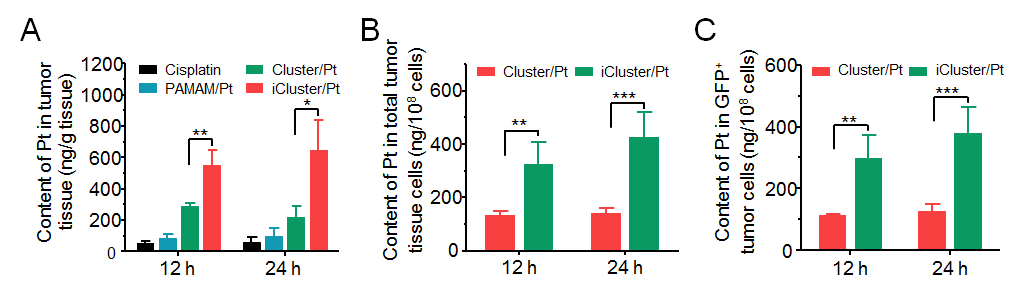 A
Content of Pt in tumor
tissue (ng/g tissue)
1200
1000
800
600
400
200
0
Cisplatin
PAMAM/Pt
Cluster/Pt
iCluster/Pt
**
*
12 h
24 h
B
Content of Pt in total tumor
tissue cells (ng/10⁸ cells)
600
400
200
0
Cluster/Pt
iCluster/Pt
**
***
12 h
24 h
C
Content of Pt in GFP⁺
tumor cells (ng/10⁸ cells)
600
400
200
0
Cluster/Pt
iCluster/Pt
**
***
12 h
24 h